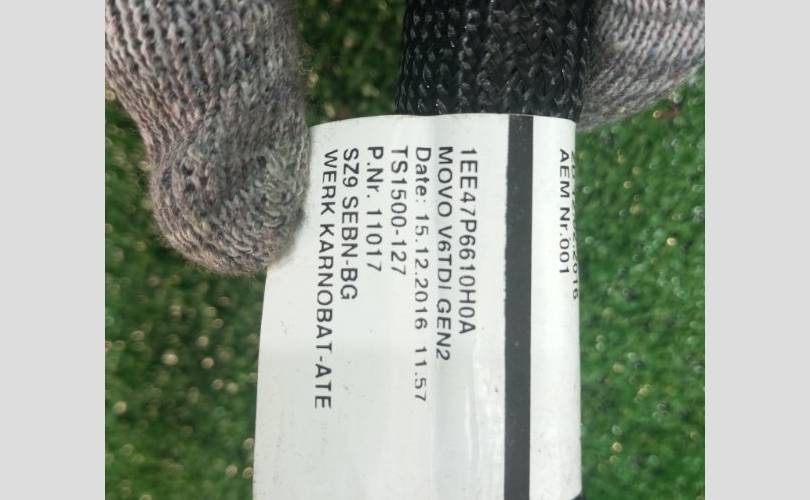 AEM Nr.001
1EE47P6610H0A
MOVO V6TDI GEN2
Date: 15.12.2016 11.57
TS1500-127
P.Nr. 11017
SZ9 SEBN-BG
WERK KARNOBAT-ATE